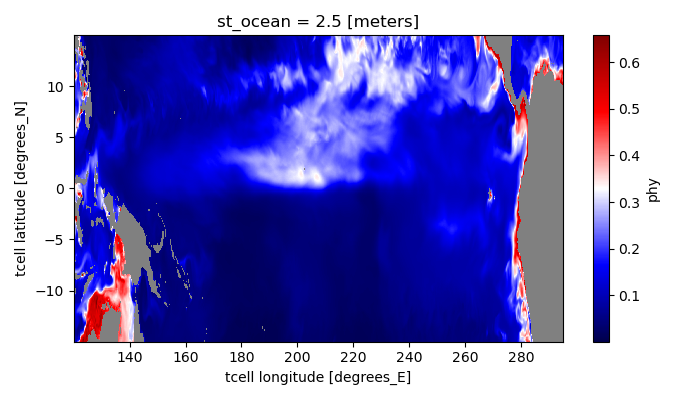 st_ocean = 2.5 [meters]
10
5
0
−5
−10
tcell latitude [degrees_N]
140 160 180 200 220 240 260 280
tcell longitude [degrees_E]
0.6
0.5
0.4
0.3
0.2
0.1
phy